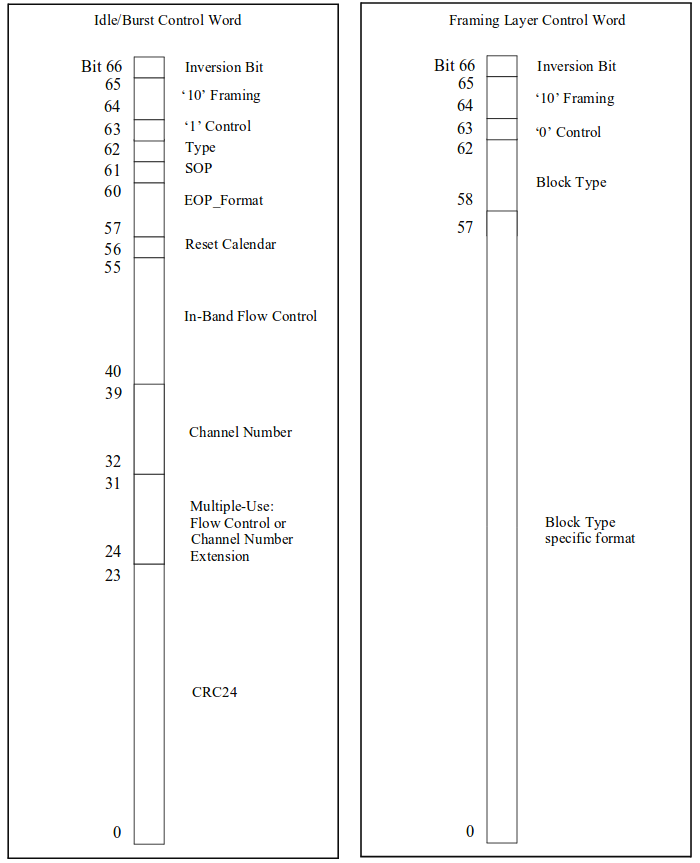 Idle/Burst Control Word
Bit 66 Inversion Bit
65
‘10’ Framing
64
63 ‘1’ Control
62 Type
61 SOP
60
EOP_Format
57
56 Reset Calendar
55
In-Band Flow Control
40
39
Channel Number
32
31
Multiple-Use:
Flow Control or
Channel Number
24 Extension
23
CRC24
0
Framing Layer Control Word
Bit 66 Inversion Bit
65
‘10’ Framing
64
63 ‘0’ Control
62
Block Type
58
57
Block Type
specific format
0